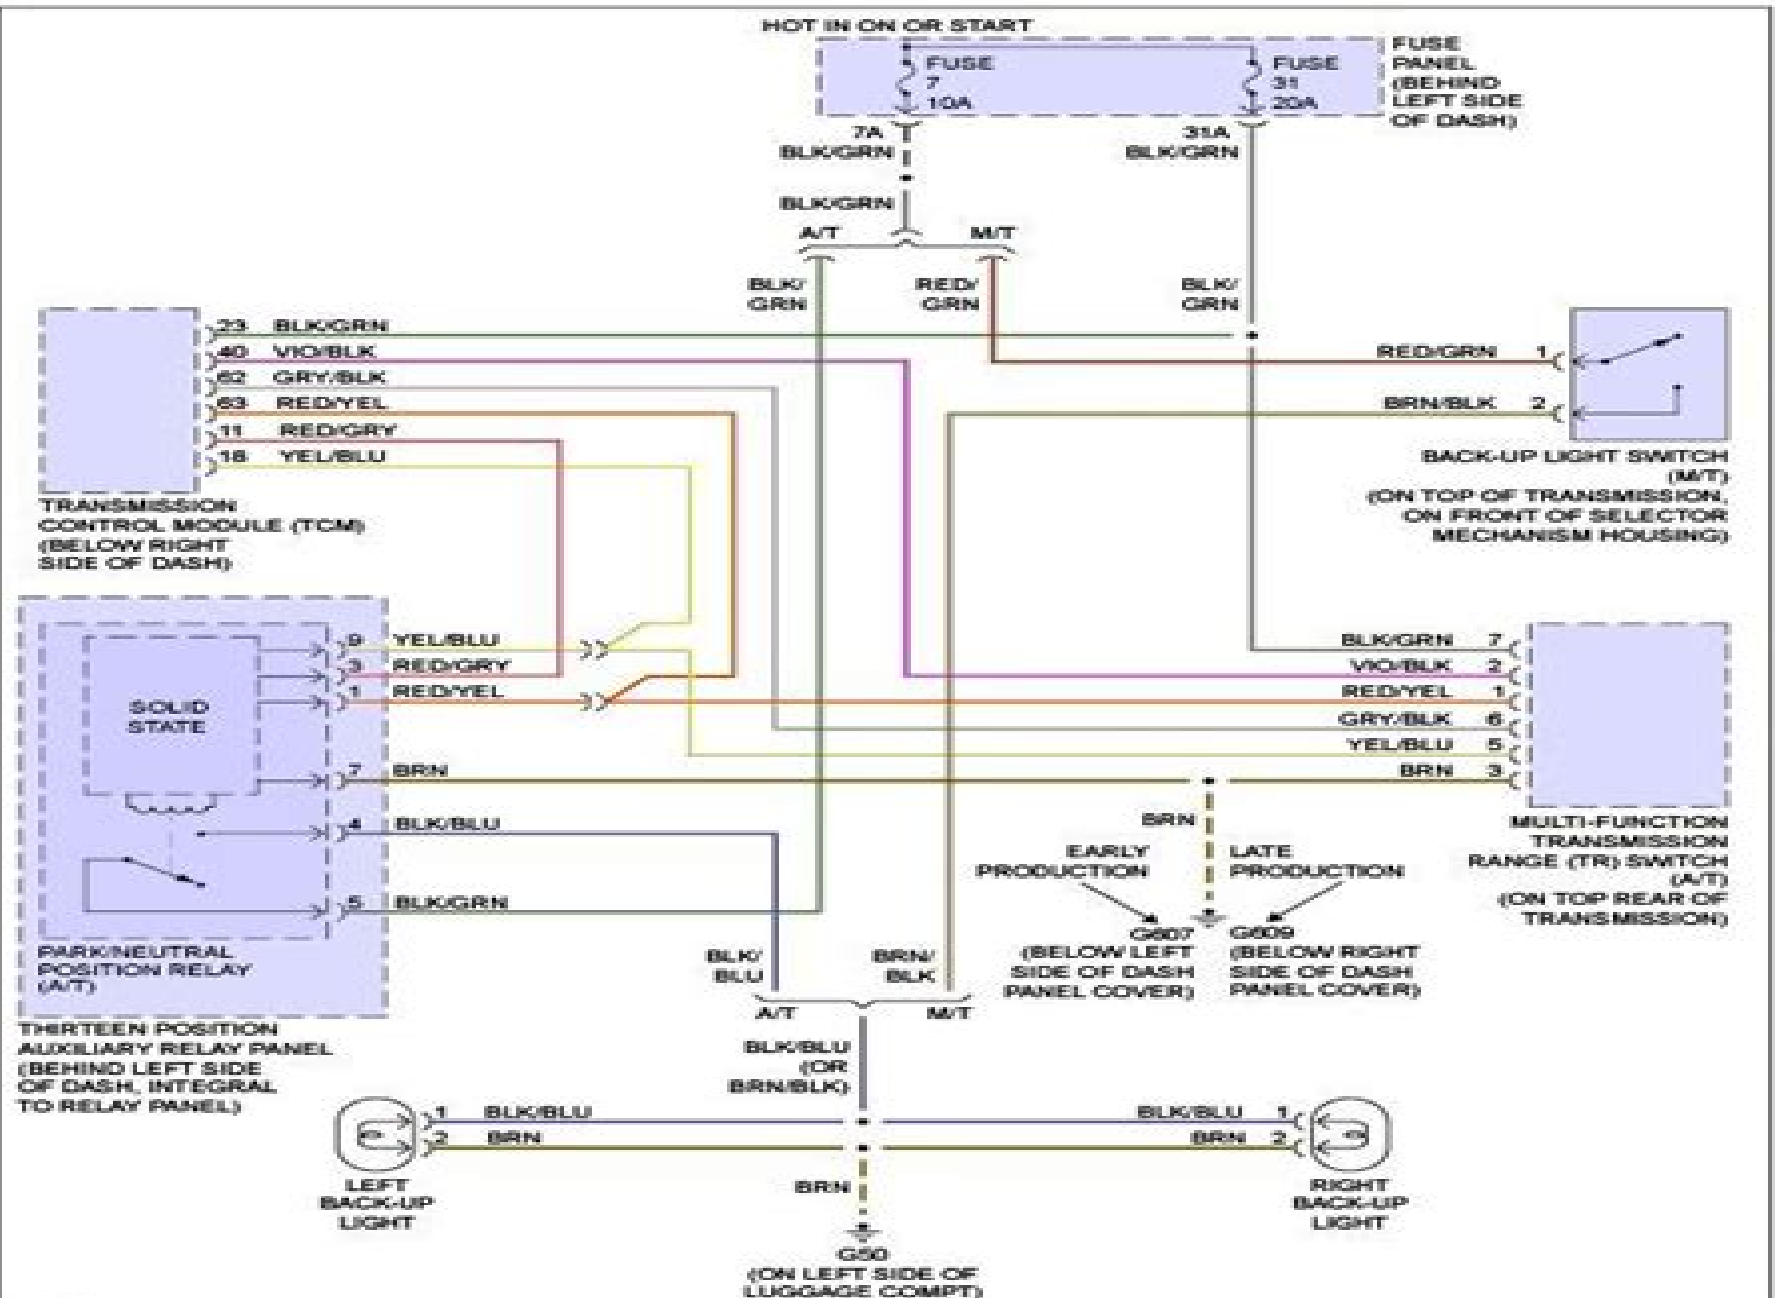 HOT IN ON OR START
FUSE
7
10A
FUSE
31
20A
FUSE
PANEL
(BEHIND
LEFT SIDE
OF DASH)
7A
BLK/GRN
31A
BLK/GRN
BLK/GRN
A/T
M/T
BLK/
GRN
RED/
GRN
BLK/
GRN
23 BLK/GRN
40 VIO/BLK
62 GRY/BLK
63 RED/YEL
11 RED/GRY
18 YEL/BLU
TRANSMISSION
CONTROL MODULE (TCM)
(BELOW RIGHT
SIDE OF DASH)
RED/GRN 1
BRN/BLK 2
BACK-UP LIGHT SWITCH
(M/T)
(ON TOP OF TRANSMISSION,
ON FRONT OF SELECTOR
MECHANISM HOUSING)
SOLID
STATE
9 YEL/BLU
3 RED/GRY
1 RED/YEL
7 BRN
4 BLK/BLU
5 BLK/GRN
PARK/NEUTRAL
POSITION RELAY
(A/T)
THIRTEEN POSITION
AUXILIARY RELAY PANEL
(BEHIND LEFT SIDE
OF DASH, INTEGRAL
TO RELAY PANEL)
BLK/GRN 7
VIO/BLK 2
RED/YEL 1
GRY/BLK 6
YEL/BLU 5
BRN 3
MULTI-FUNCTION
TRANSMISSION
RANGE (TR) SWITCH
(A/T)
(ON TOP REAR OF
TRANSMISSION)
BRN
EARLY
PRODUCTION
LATE
PRODUCTION
G607
(BELOW LEFT
SIDE OF DASH
PANEL COVER)
G609
(BELOW RIGHT
SIDE OF DASH
PANEL COVER)
BLK/
BLU
BRN/
BLK
A/T
M/T
BLK/BLU
(OR
BRN/BLK)
1 BLK/BLU
2 BRN
LEFT
BACK-UP
LIGHT
BLK/BLU 1
BRN 2
RIGHT
BACK-UP
LIGHT
BRN
G50
(ON LEFT SIDE OF
LUGGAGE COMPT)